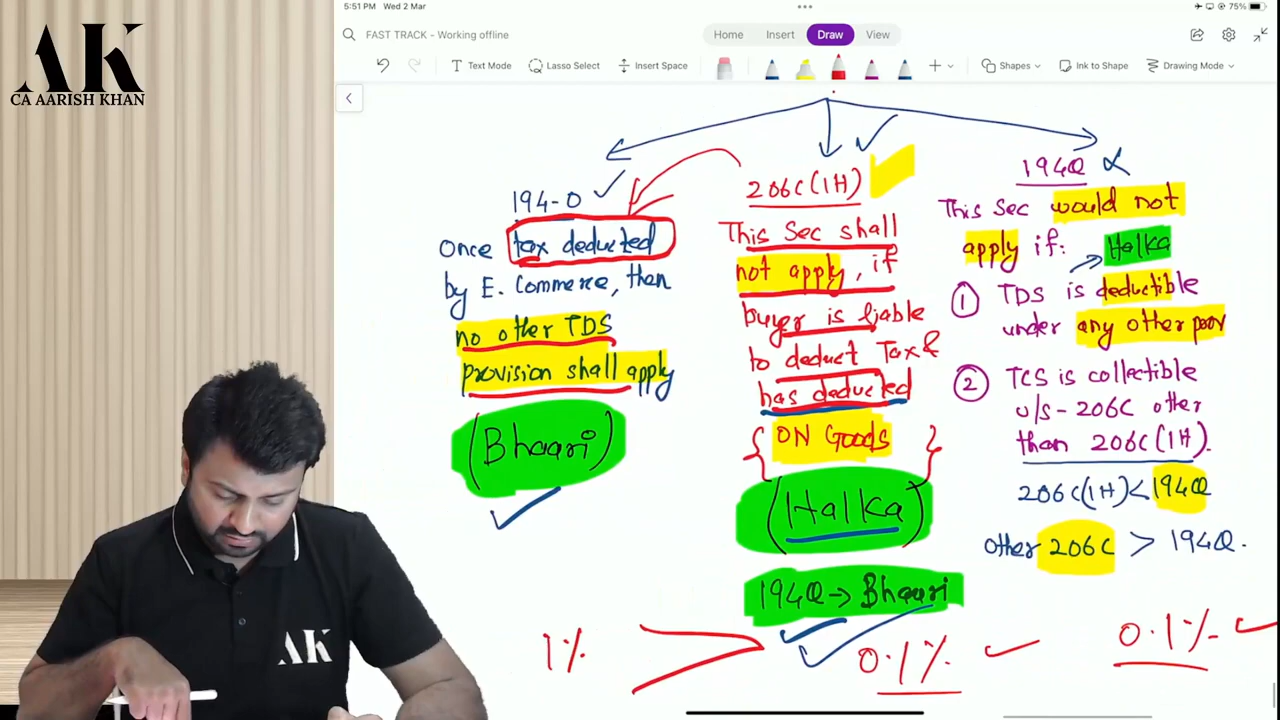 5:51 PM Wed 2 Mar
75%
AK
CA AARISH KHAN
FAST TRACK - Working offline
Home Insert Draw View
Text Mode Lasso Select Insert Space Shapes Ink to Shape Drawing Mode
194-O
Once tax deducted
by E. Commerce, then
no other TDS
provision shall apply
(Bhaari)
1%
206C(1H)
This Sec shall
not apply, if
buyer is liable
to deduct Tax &
has deducted
{ ON Goods }
(Halka)
194Q → Bhaari
0.1%
194Q
This Sec would not
apply if: Halka
① TDS is deductible
under any other prov
② TCS is collectible
u/s - 206C other
than 206C(1H).
206C(1H) < 194Q
Other 206C > 194Q.
0.1%
AK